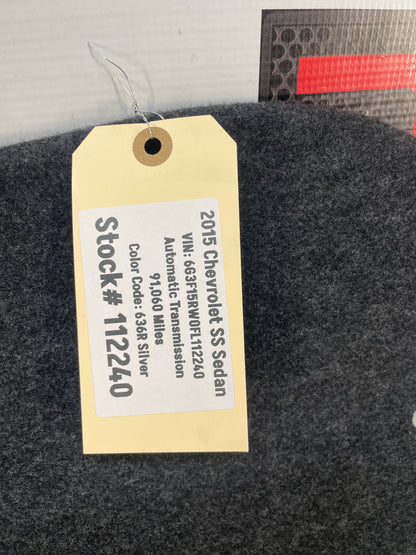 2015 Chevrolet SS Sedan
VIN: 6G3F15RW0FL112240
Automatic Transmission
91,060 Miles
Color Code: 636R Silver
Stock# 112240